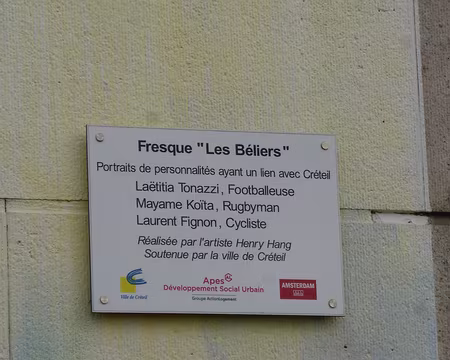 Fresque "Les Béliers"
Portraits de personnalités ayant un lien avec Créteil
Laëtitia Tonazzi, Footballeuse
Mayame Koïta, Rugbyman
Laurent Fignon, Cycliste
Réalisée par l'artiste Henry Hang
Soutenue par la ville de Créteil
Ville de Créteil
Apes
Développement Social Urbain
Groupe ActionLogement
AMSTERDAM